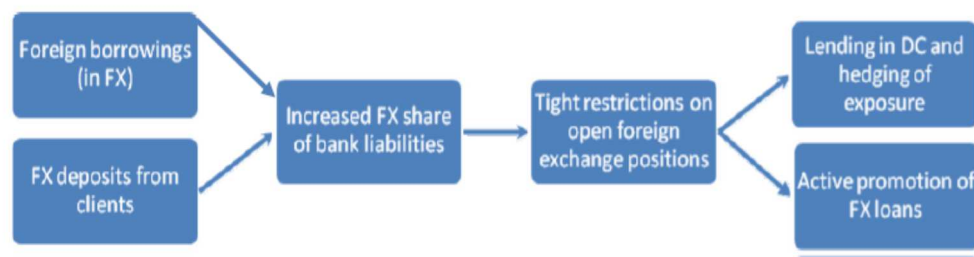 Foreign borrowings
(in FX)
FX deposits from
clients
Increased FX share
of bank liabilities
Tight restrictions on
open foreign
exchange positions
Lending in DC and
hedging of
exposure
Active promotion of
FX loans